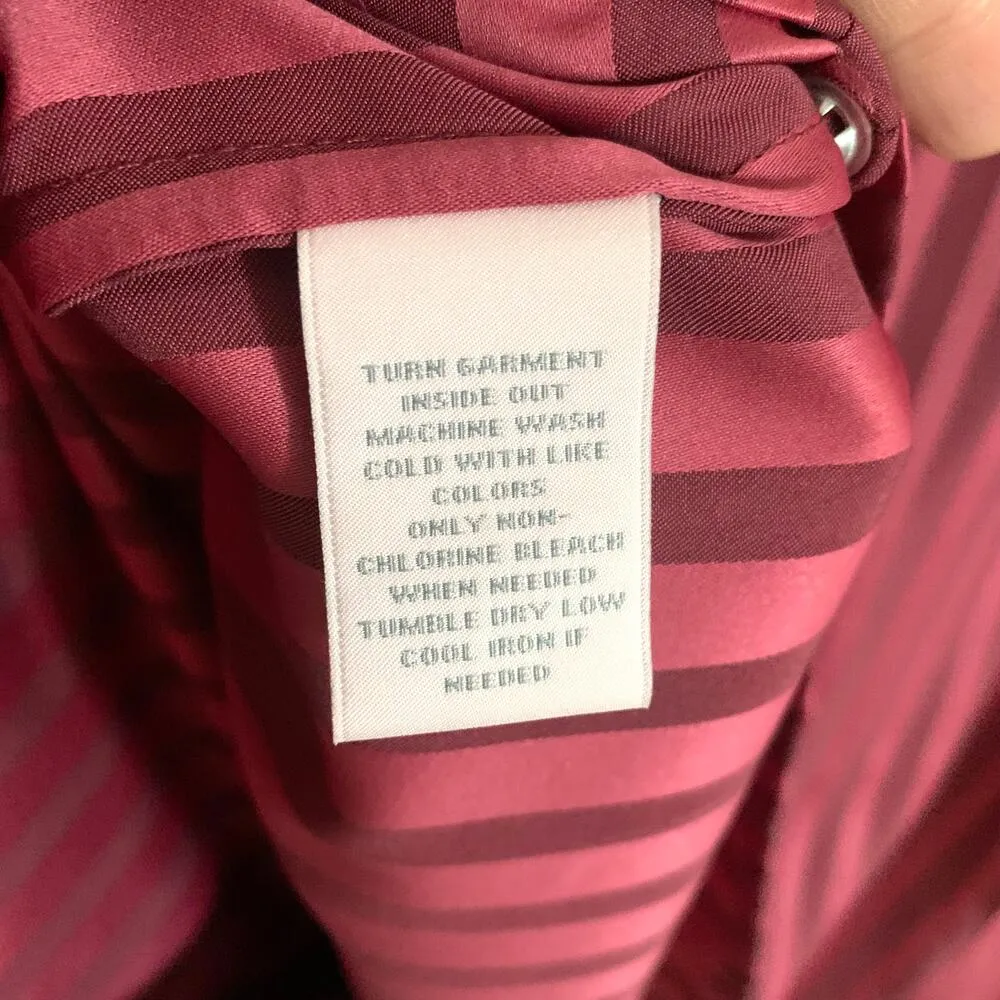 TURN GARMENT
INSIDE OUT
MACHINE WASH
COLD WITH LIKE
COLORS
ONLY NON-
CHLORINE BLEACH
WHEN NEEDED
TUMBLE DRY LOW
COOL IRON IF
NEEDED